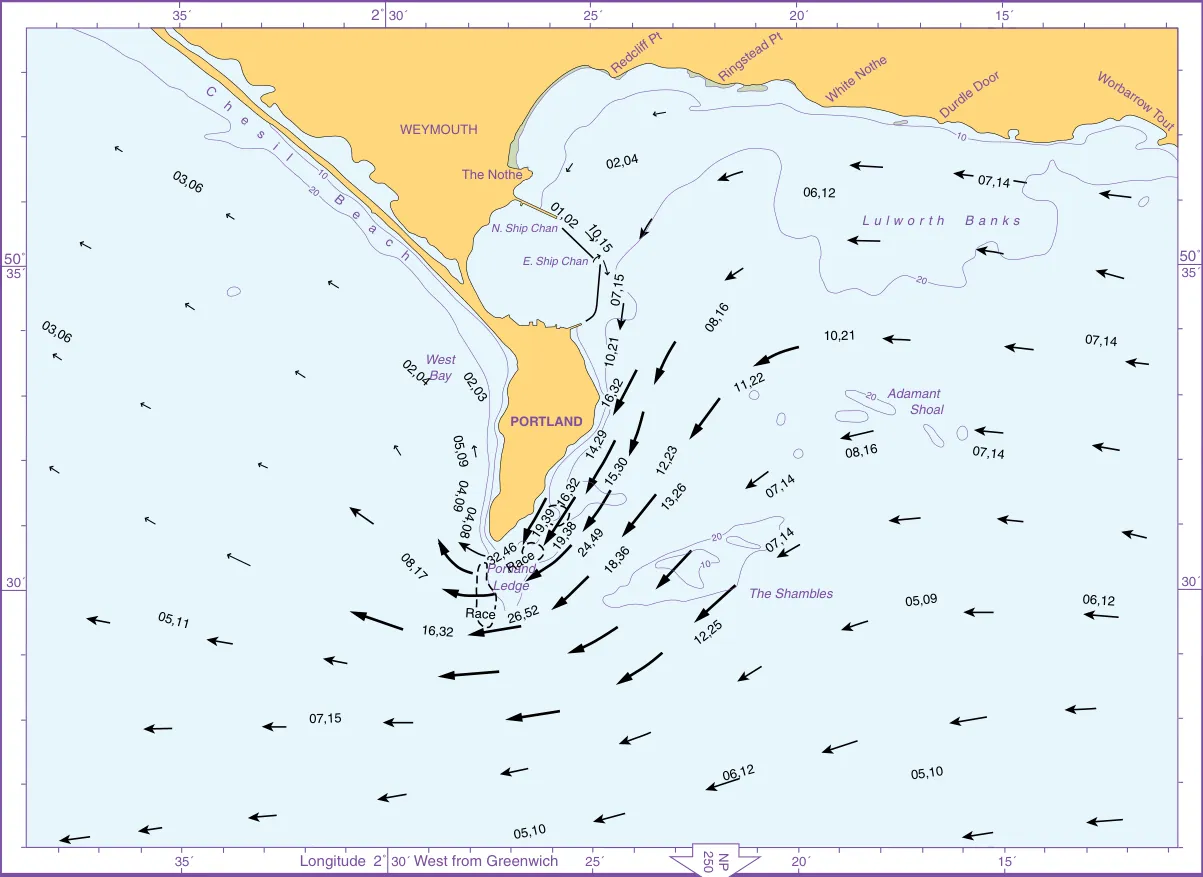 35´
2° 30´
25´
20´
15´
Redcliff Pt
Ringstead Pt
White Nothe
Durdle Door
Worbarrow Tout
Chesil Beach
WEYMOUTH
The Nothe
10
20
10
02,04
03,06
06,12
07,14
01,02
10,15
N. Ship Chan
E. Ship Chan
Lulworth Banks
50°
35´
50°
35´
20
07,15
08,16
03,06
10,21
10,21
07,14
West
Bay
02,04
02,03
16,32
11,22
Adamant
Shoal
20
PORTLAND
05,09
14,29
15,30
12,23
08,16
07,14
04,09
04,08
16,32
13,26
07,14
19,39
19,38
24,49
18,36
20
07,14
32,46
Race
Portland
Ledge
08,17
10
30´
30´
The Shambles
05,09
06,12
Race
26,52
05,11
16,32
12,25
07,15
06,12
05,10
05,10
35´
Longitude 2° 30´ West from Greenwich
25´
NP
250
20´
15´